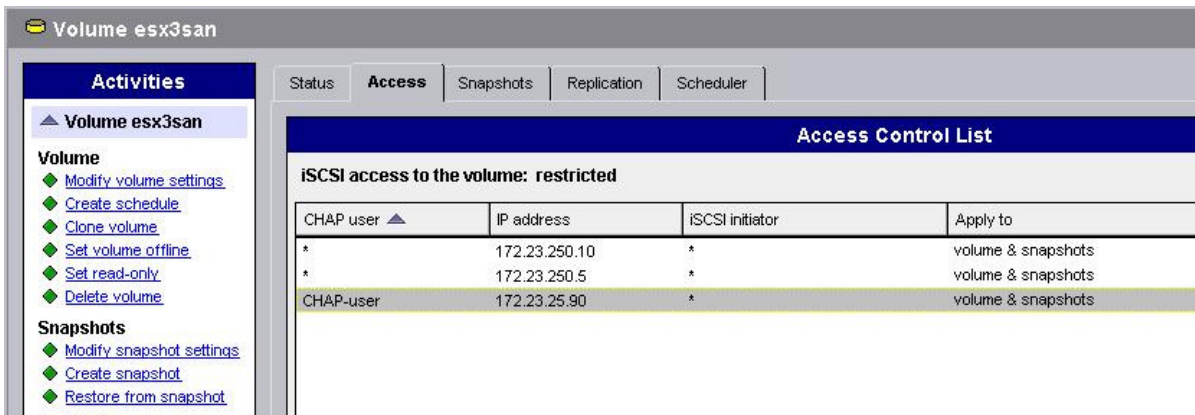 Volume esx3san
Activities
Volume esx3san
Volume
Modify volume settings
Create schedule
Clone volume
Set volume offline
Set read-only
Delete volume
Snapshots
Modify snapshot settings
Create snapshot
Restore from snapshot
Status Access Snapshots Replication Scheduler
Access Control List
iSCSI access to the volume: restricted
CHAP user IP address iSCSI initiator Apply to
* 172.23.250.10 * volume & snapshots
* 172.23.250.5 * volume & snapshots
CHAP-user 172.23.25.90 * volume & snapshots